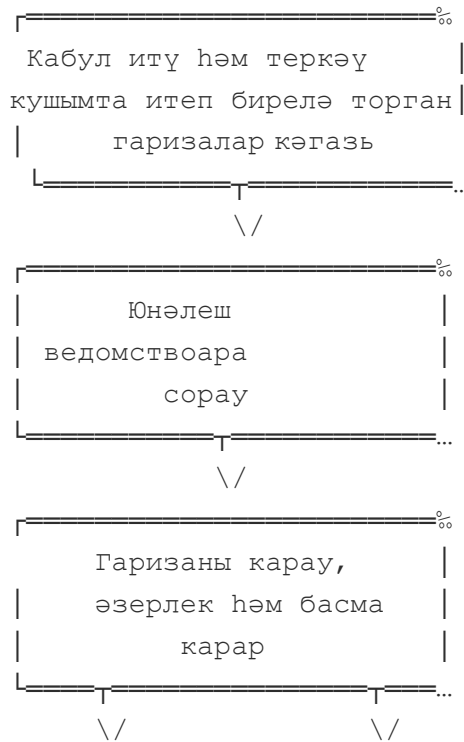 Кабул итү һәм теркәү
кушымта итеп бирелә торган
гаризалар кәгазь
Юнәлеш
ведомствоара
сорау
Гаризаны карау,
әзерлек һәм басма
карар